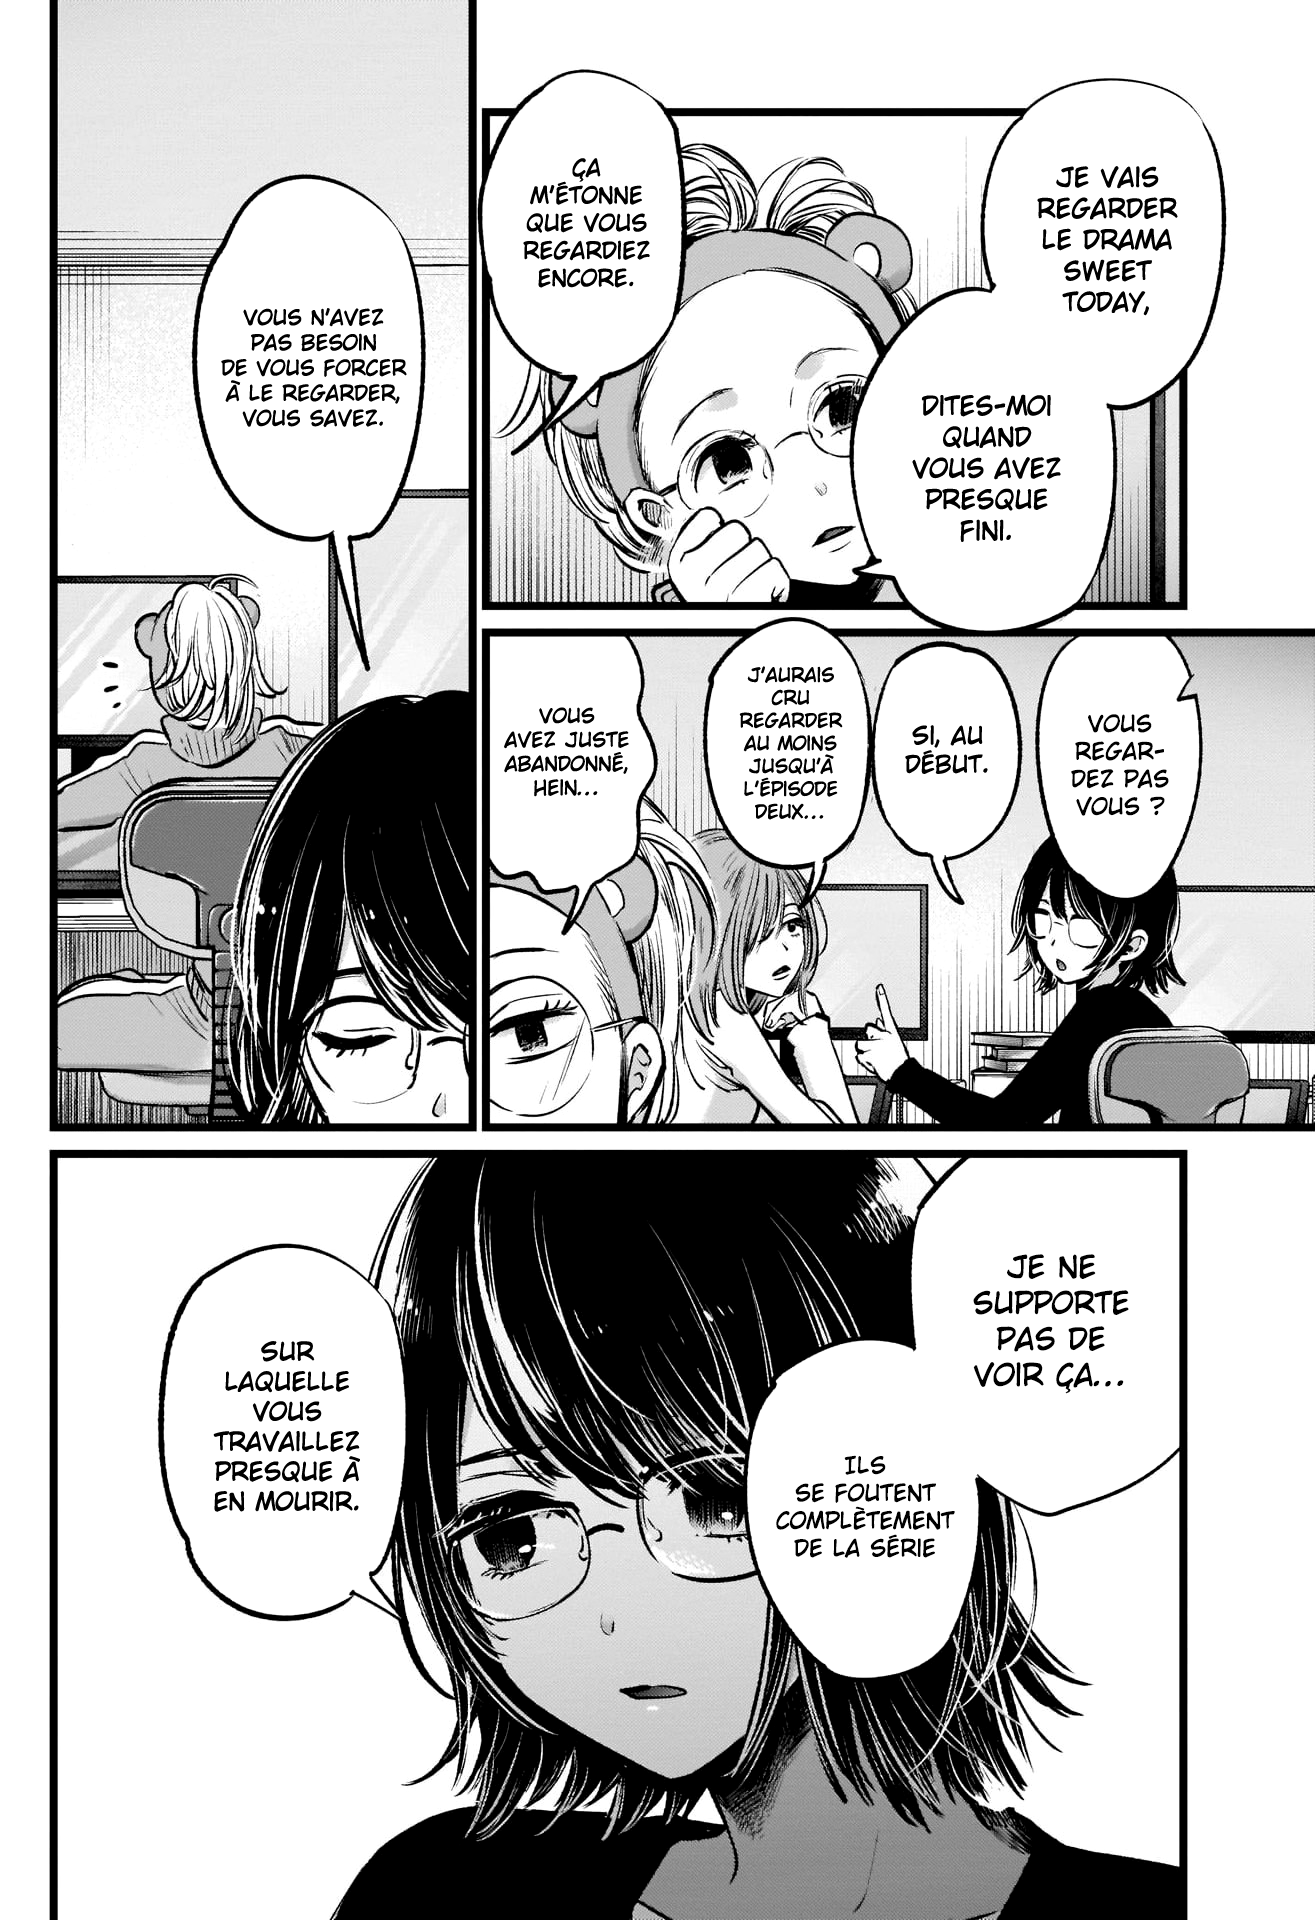 JE VAIS
REGARDER
LE DRAMA
SWEET
TODAY,
DITES-MOI
QUAND
VOUS AVEZ
PRESQUE
FINI.
ÇA
M'ÉTONNE
QUE VOUS
REGARDIEZ
ENCORE.
VOUS N'AVEZ
PAS BESOIN
DE VOUS FORCER
À LE REGARDER,
VOUS SAVEZ.
VOUS
REGAR-
DEZ PAS
VOUS ?
SI, AU
DÉBUT.
J'AURAIS
CRU
REGARDER
AU MOINS
JUSQU'À
L'ÉPISODE
DEUX...
VOUS
AVEZ JUSTE
ABANDONNÉ,
HEIN...
JE NE
SUPPORTE
PAS DE
VOIR ÇA...
ILS
SE FOUTENT
COMPLÈTEMENT
DE LA SÉRIE
SUR
LAQUELLE
VOUS
TRAVAILLEZ
PRESQUE À
EN MOURIR.